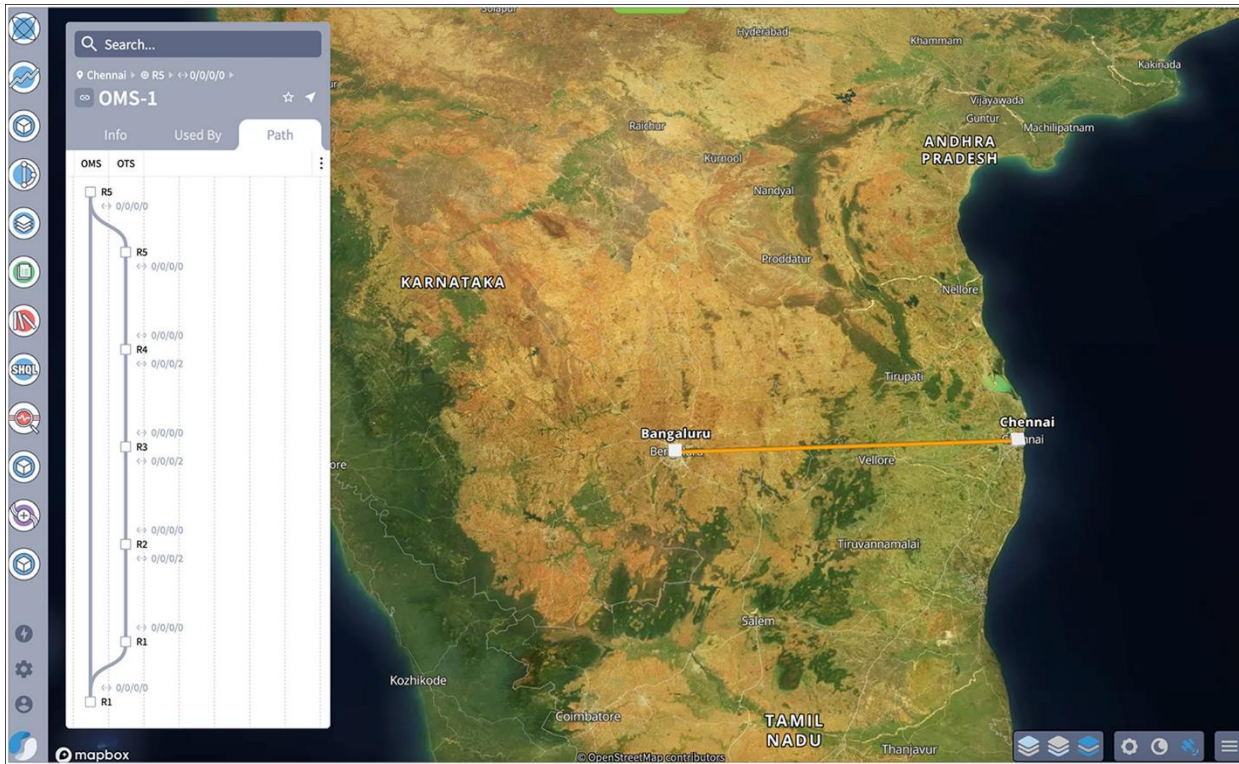 Search...
Chennai ▸ R5 ▸ 0/0/0/0 ▸
OMS-1
Info Used By Path
OMS OTS
R5
0/0/0/0
R5
0/0/0/0
0/0/0/0
R4
0/0/0/2
0/0/0/0
R3
0/0/0/2
0/0/0/0
R2
0/0/0/2
0/0/0/0
R1
0/0/0/0
R1
SHQL
Solapur
Hyderabad
Khammam
Kakinada
Vijayawada
Guntur
Machilipatnam
Raichur
ANDHRA
PRADESH
Kurnool
Nandyal
Proddatur
KARNATAKA
Nellore
Tirupati
Chennai
Bangaluru
Vellore
Tiruvannamalai
Salem
Kozhikode
Coimbatore
TAMIL
NADU
Thanjavur
mapbox
© OpenStreetMap contributors